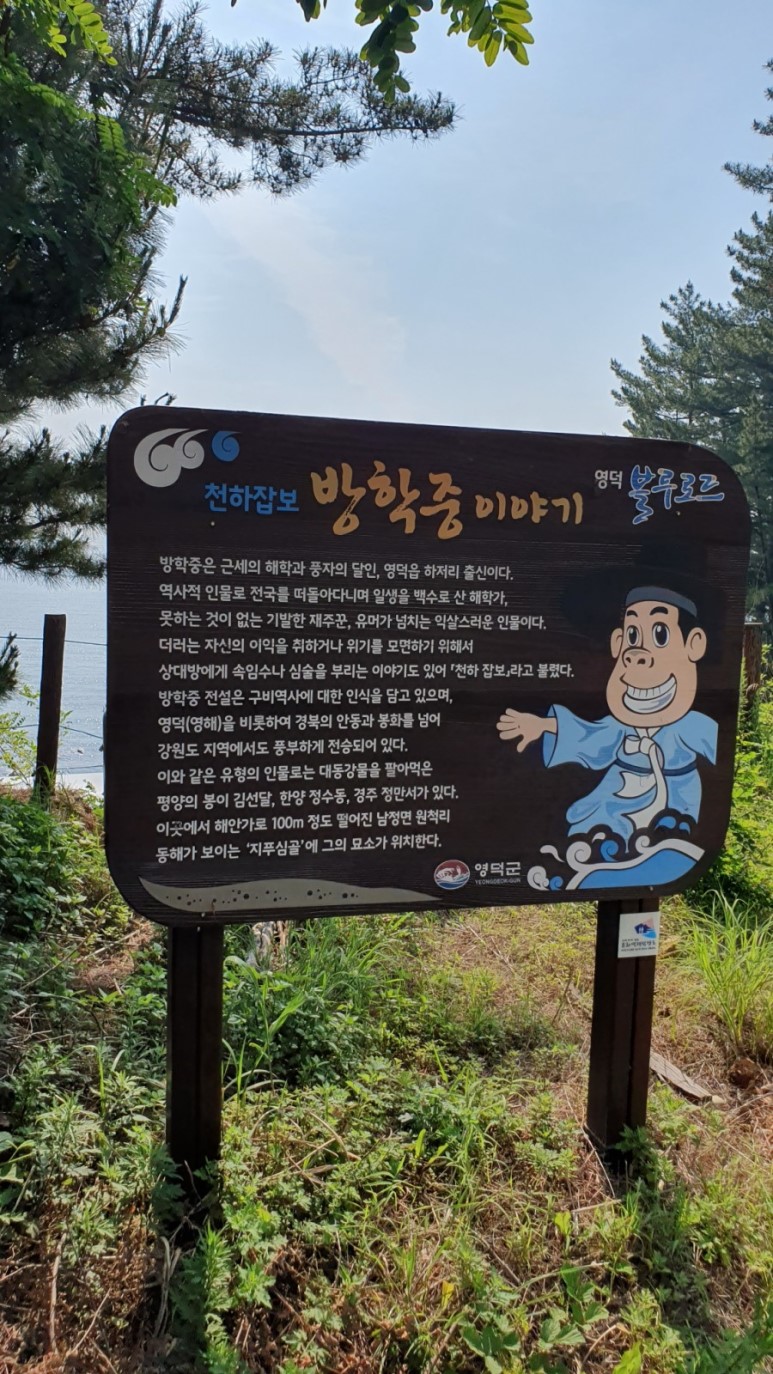 천하잡보 방학중 이야기
영덕 블루로드
방학중은 근세의 해학과 풍자의 달인, 영덕읍 하저리 출신이다.
역사적 인물로 전국를 떠돌아다니며 일생을 백수로 산 해학가,
못하는 것이 없는 기발한 재주꾼, 유머가 넘치는 익살스러운 인물이다.
더러는 자신의 이익을 취하거나 위기를 모면하기 위해서
상대방에게 속임수나 심술을 부리는 이야기도 있어 「천하 잡보」라고 불렸다.
방학중 전설은 구비역사에 대한 인식을 담고 있으며,
영덕(영해)을 비롯하여 경북의 안동과 봉화를 넘어
강원도 지역에서도 풍부하게 전승되어 있다.
이와 같은 유형의 인물로는 대동강물을 팔아먹은
평양의 봉이 김선달, 한양 정수동, 경주 정만서가 있다.
이곳에서 해안가로 100m 정도 떨어진 남정면 원척리
동해가 보이는 '지푸심골'에 그의 묘소가 위치한다.
영덕군
YEONGDEOK-GUN